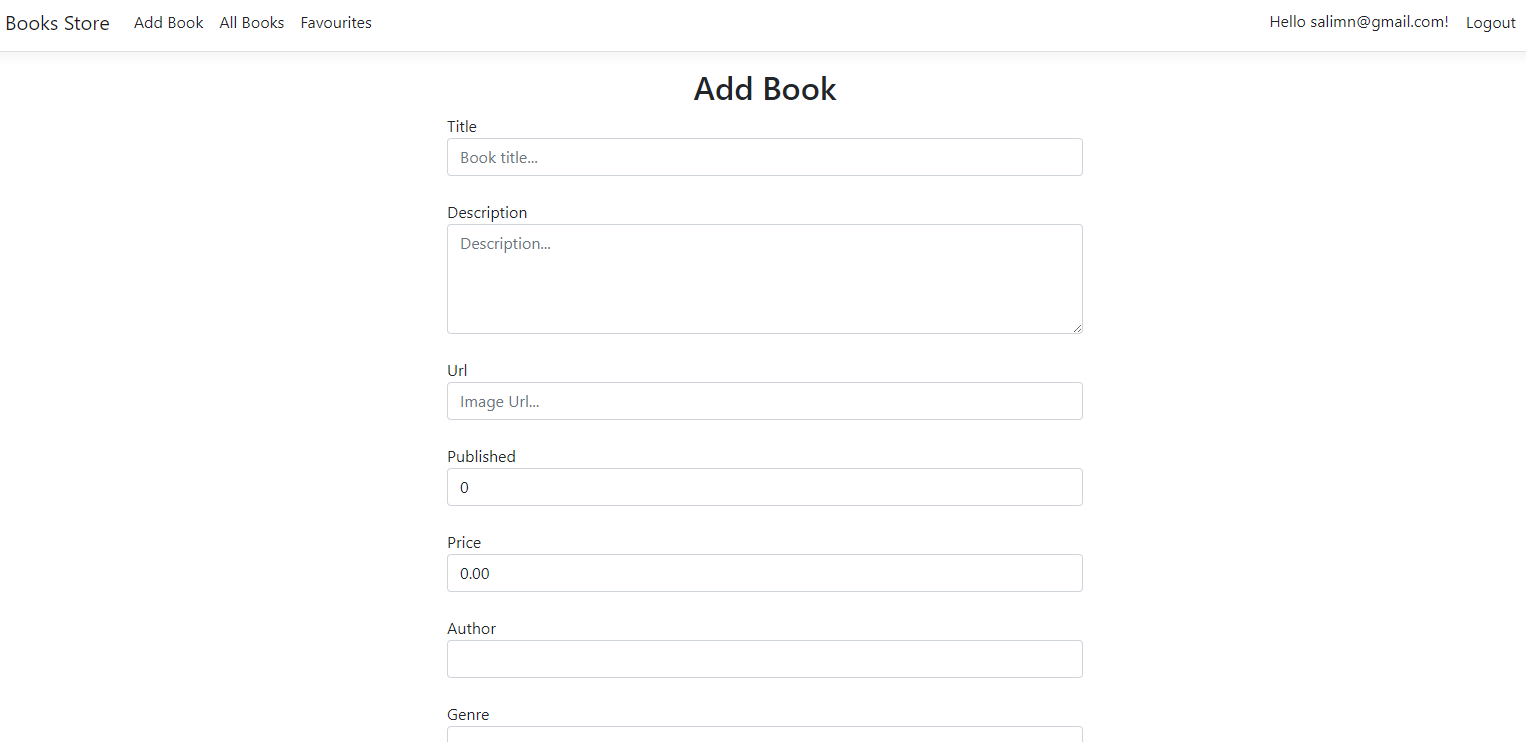 Books Store Add Book All Books Favourites Hello salimn@gmail.com! Logout
Add Book
Title
Book title...
Description
Description...
Url
Image Url...
Published
0
Price
0.00
Author
Genre